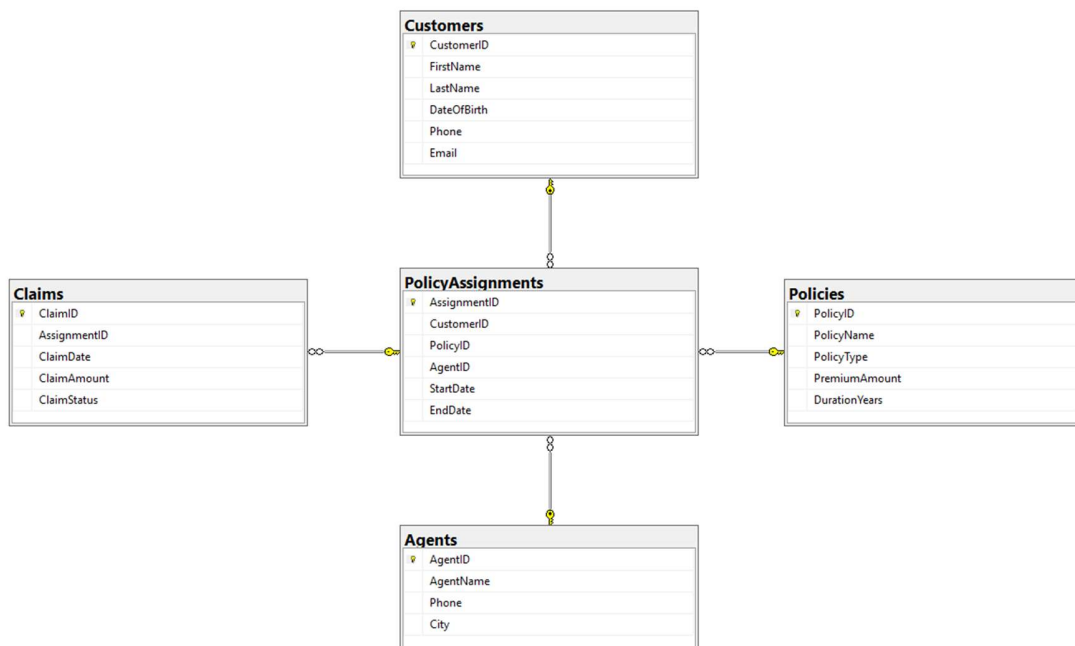 Customers
CustomerID
FirstName
LastName
DateOfBirth
Phone
Email
Claims
ClaimID
AssignmentID
ClaimDate
ClaimAmount
ClaimStatus
PolicyAssignments
AssignmentID
CustomerID
PolicyID
AgentID
StartDate
EndDate
Policies
PolicyID
PolicyName
PolicyType
PremiumAmount
DurationYears
Agents
AgentID
AgentName
Phone
City